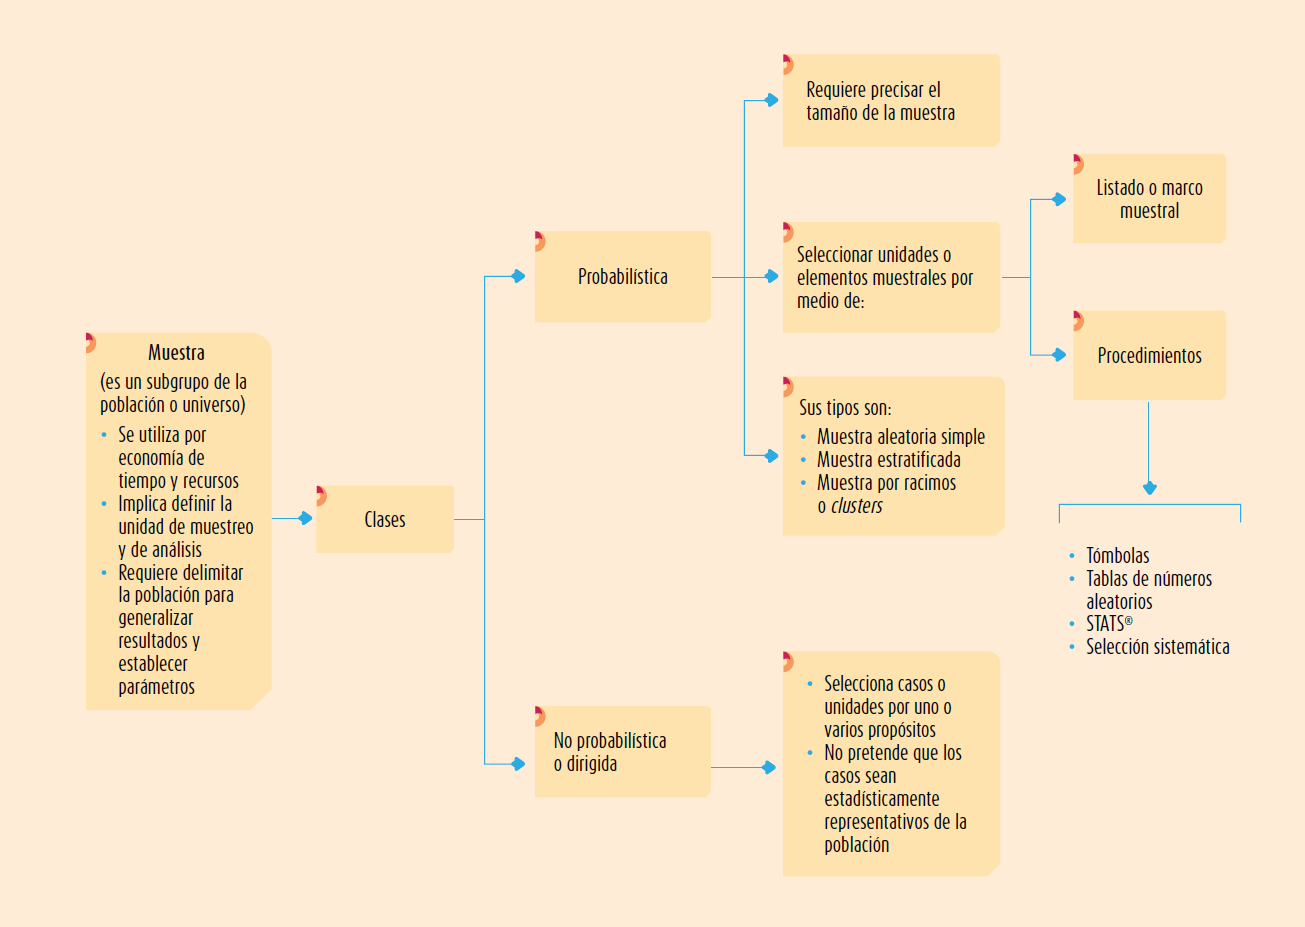 Muestra
(es un subgrupo de la
población o universo)
• Se utiliza por
economía de
tiempo y recursos
• Implica definir la
unidad de muestreo
y de análisis
• Requiere delimitar
la población para
generalizar
resultados y
establecer
parámetros
Clases
Probabilística
Requiere precisar el
tamaño de la muestra
Seleccionar unidades o
elementos muestrales por
medio de:
Listado o marco
muestral
Procedimientos
• Tómbolas
• Tablas de números
aleatorios
• STATS®
• Selección sistemática
Sus tipos son:
• Muestra aleatoria simple
• Muestra estratificada
• Muestra por racimos
o clusters
No probabilística
o dirigida
• Selecciona casos o
unidades por uno o
varios propósitos
• No pretende que los
casos sean
estadísticamente
representativos de la
población